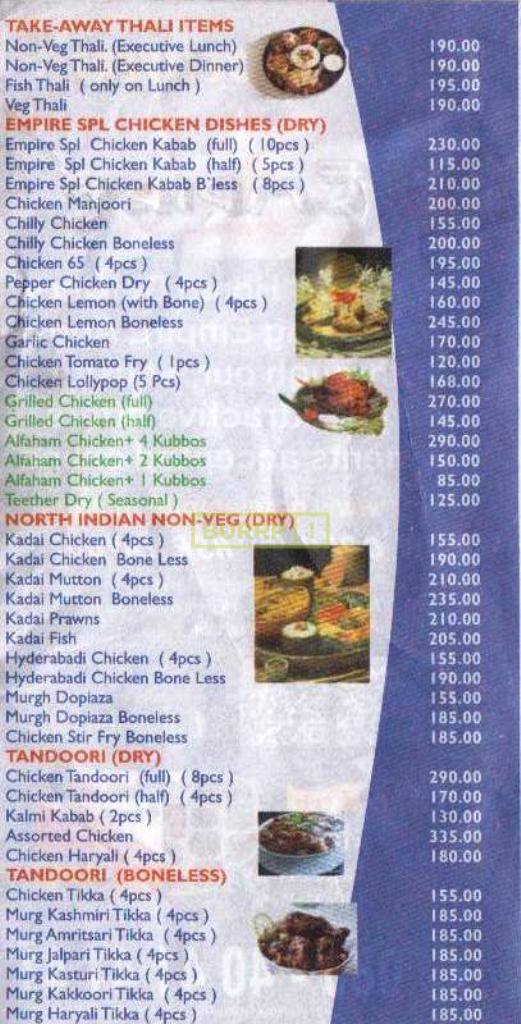 TAKE-AWAY THALI ITEMS
Non-Veg Thali. (Executive Lunch) 190.00
Non-Veg Thali. (Executive Dinner) 190.00
Fish Thali ( only on Lunch ) 195.00
Veg Thali 190.00
EMPIRE SPL CHICKEN DISHES (DRY)
Empire Spl Chicken Kabab (full) ( 10pcs ) 230.00
Empire Spl Chicken Kabab (half) ( 5pcs ) 115.00
Empire Spl Chicken Kabab B'less ( 8pcs ) 210.00
Chicken Manjoori 200.00
Chilly Chicken 155.00
Chilly Chicken Boneless 200.00
Chicken 65 ( 4pcs ) 195.00
Pepper Chicken Dry ( 4pcs ) 145.00
Chicken Lemon (with Bone) ( 4pcs ) 160.00
Chicken Lemon Boneless 245.00
Garlic Chicken 170.00
Chicken Tomato Fry ( 1pcs ) 120.00
Chicken Lollypop (5 Pcs) 168.00
Grilled Chicken (full) 270.00
Grilled Chicken (half) 145.00
Alfaham Chicken+ 4 Kubbos 290.00
Alfaham Chicken+ 2 Kubbos 150.00
Alfaham Chicken+ 1 Kubbos 85.00
Teether Dry ( Seasonal ) 125.00
NORTH INDIAN NON-VEG (DRY)
BURRP !
Kadai Chicken ( 4pcs ) 155.00
Kadai Chicken Bone Less 190.00
Kadai Mutton ( 4pcs ) 210.00
Kadai Mutton Boneless 235.00
Kadai Prawns 210.00
Kadai Fish 205.00
Hyderabadi Chicken ( 4pcs ) 155.00
Hyderabadi Chicken Bone Less 190.00
Murgh Dopiaza 155.00
Murgh Dopiaza Boneless 185.00
Chicken Stir Fry Boneless 185.00
TANDOORI (DRY)
Chicken Tandoori (full) ( 8pcs ) 290.00
Chicken Tandoori (half) ( 4pcs ) 170.00
Kalmi Kabab ( 2pcs ) 130.00
Assorted Chicken 335.00
Chicken Haryali ( 4pcs ) 180.00
TANDOORI (BONELESS)
Chicken Tikka ( 4pcs ) 155.00
Murg Kashmiri Tikka ( 4pcs ) 185.00
Murg Amritsari Tikka ( 4pcs ) 185.00
Murg Jalpari Tikka ( 4pcs ) 185.00
Murg Kasturi Tikka ( 4pcs ) 185.00
Murg Kakkoori Tikka ( 4pcs ) 185.00
Murg Haryali Tikka ( 4pcs ) 185.00